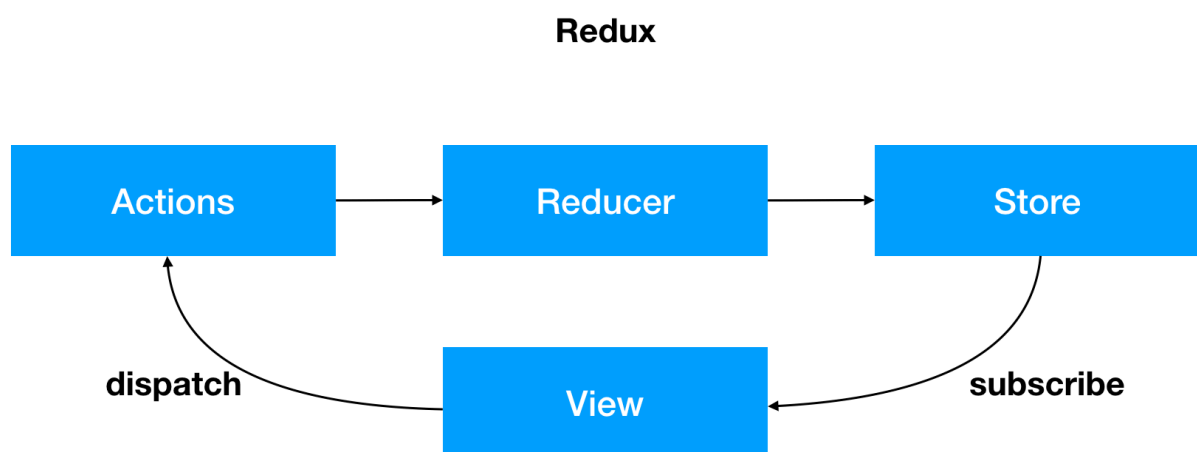 Redux
Actions
Reducer
Store
dispatch
subscribe
View